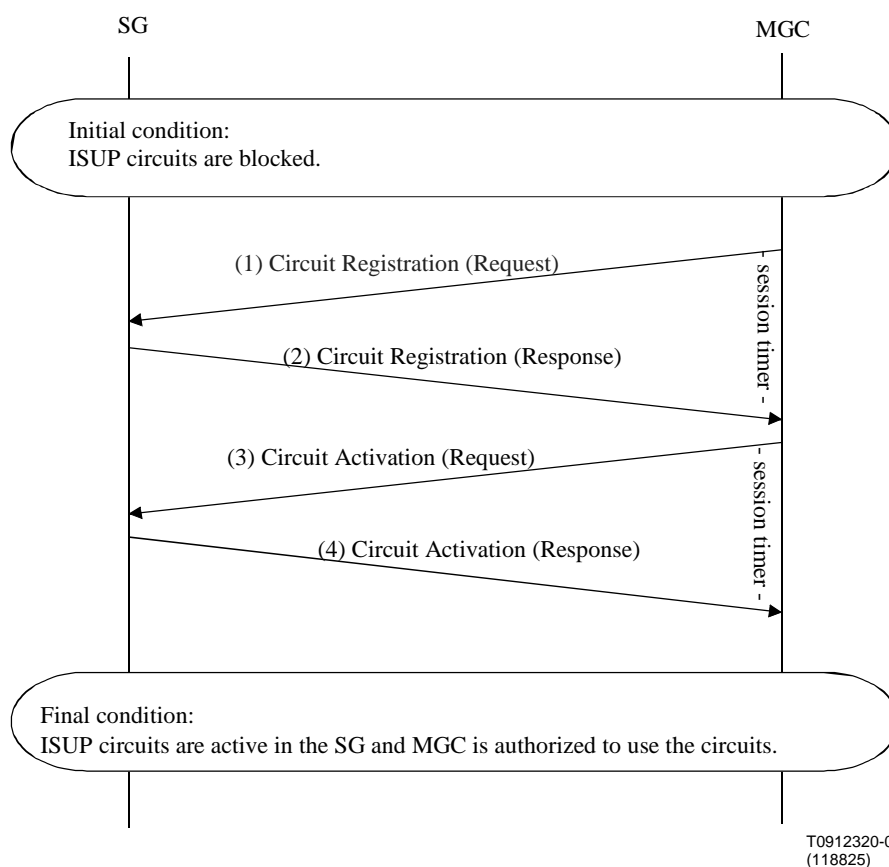 SG
MGC
Initial condition:
ISUP circuits are blocked.
(1) Circuit Registration (Request)
- session timer -
(2) Circuit Registration (Response)
(3) Circuit Activation (Request)
- session timer -
(4) Circuit Activation (Response)
Final condition:
ISUP circuits are active in the SG and MGC is authorized to use the circuits.
T0912320-0
(118825)